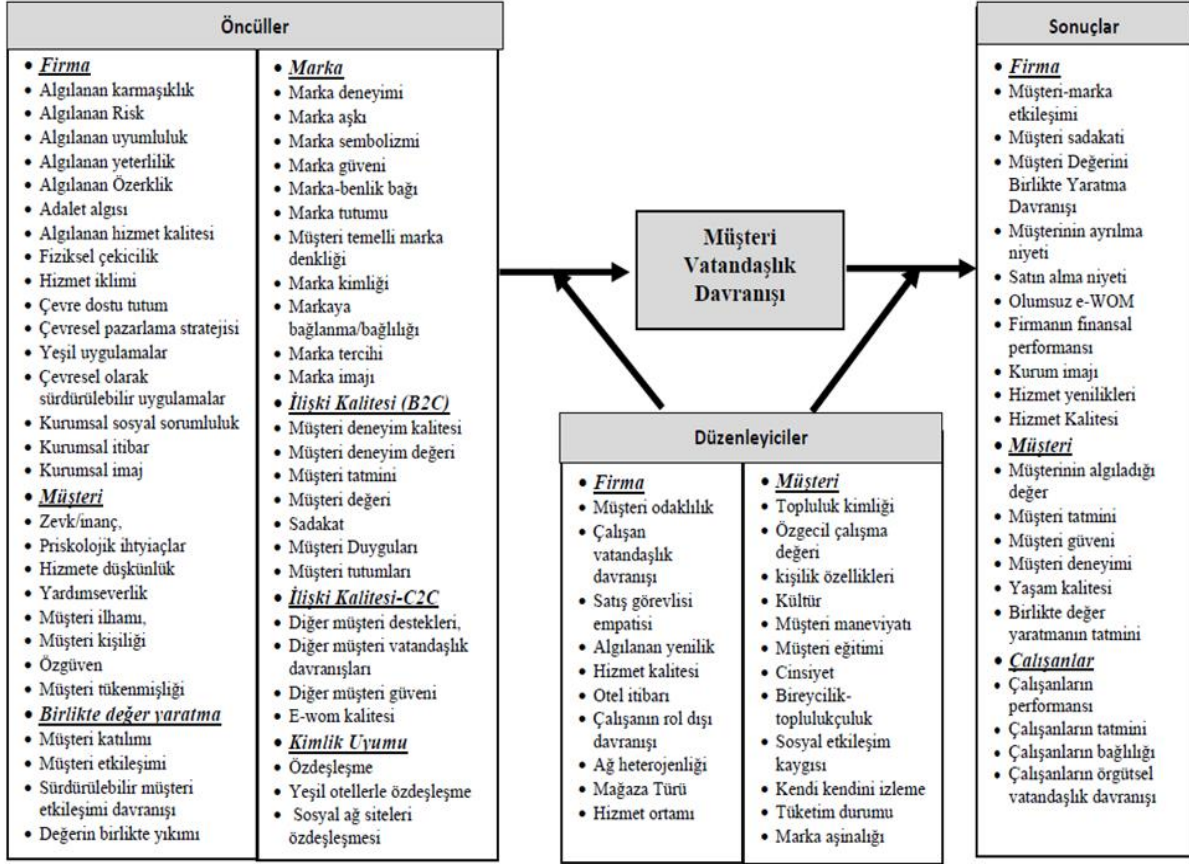 Öncüller
• Firma
• Algılanan karmaşıklık
• Algılanan Risk
• Algılanan uyumluluk
• Algılanan yeterlilik
• Algılanan Özerklik
• Adalet algısı
• Algılanan hizmet kalitesi
• Fiziksel çekicilik
• Hizmet iklimi
• Çevre dostu tutum
• Çevresel pazarlama stratejisi
• Yeşil uygulamalar
• Çevresel olarak
sürdürülebilir uygulamalar
• Kurumsal sosyal sorumluluk
• Kurumsal itibar
• Kurumsal imaj
• Müşteri
• Zevk/inanç,
Priskolojik ihtyiaçlar
• Hizmete düşkünlük
• Yardımseverlik
• Müşteri ilhamı,
• Müşteri kişiliği
• Özgüven
• Müşteri tükenmişliği
• Birlikte değer yaratma
• Müşteri katılımı
• Müşteri etkileşimi
• Sürdürülebilir müşteri
etkileşimi davranışı
• Değerin birlikte yıkımı
• Marka
• Marka deneyimi
• Marka aşkı
• Marka sembolizmi
• Marka güveni
• Marka-benlik bağı
• Marka tutumu
• Müşteri temelli marka
denkliği
• Marka kimliği
• Markaya
bağlanma/bağlılığı
• Marka tercihi
• Marka imajı
• İlişki Kalitesi (B2C)
• Müşteri deneyim kalitesi
• Müşteri deneyim değeri
• Müşteri tatmini
• Müşteri değeri
• Sadakat
• Müşteri Duyguları
• Müşteri tutumları
• İlişki Kalitesi-C2C
• Diğer müşteri destekleri,
• Diğer müşteri vatandaşlık
davranışları
• Diğer müşteri güveni
• E-wom kalitesi
• Kimlik Uyumu
• Özdeşleşme
• Yeşil otellerle özdeşleşme
• Sosyal ağ siteleri
özdeşleşmesi
Müşteri
Vatandaşlık
Davranışı
Düzenleyiciler
• Firma
• Müşteri odaklılık
• Çalışan
vatandaşlık
davranışı
• Satış görevlisi
empatisi
• Algılanan yenilik
• Hizmet kalitesi
• Otel itibarı
• Çalışanın rol dışı
davranışı
• Ağ heterojenliği
• Mağaza Türü
• Hizmet ortamı
• Müşteri
• Topluluk kimliği
• Özgecil çalışma
değeri
• kişilik özellikleri
• Kültür
• Müşteri maneviyatı
• Müşteri eğitimi
• Cinsiyet
• Bireycilik-
toplulukçuluk
• Sosyal etkileşim
kaygısı
• Kendi kendini izleme
• Tüketim durumu
• Marka aşinalığı
Sonuçlar
• Firma
• Müşteri-marka
etkileşimi
• Müşteri sadakati
• Müşteri Değerini
Birlikte Yaratma
Davranışı
• Müşterinin ayrılma
niyeti
• Satın alma niyeti
• Olumsuz e-WOM
• Firmanın finansal
performansı
• Kurum imajı
• Hizmet yenilikleri
• Hizmet Kalitesi
• Müşteri
• Müşterinin algıladığı
değer
• Müşteri tatmini
• Müşteri güveni
• Müşteri deneyimi
• Yaşam kalitesi
• Birlikte değer
yaratmanın tatmini
• Çalışanlar
• Çalışanların
performansı
• Çalışanların tatmini
• Çalışanların bağlılığı
• Çalışanların örgütsel
vatandaşlık davranışı